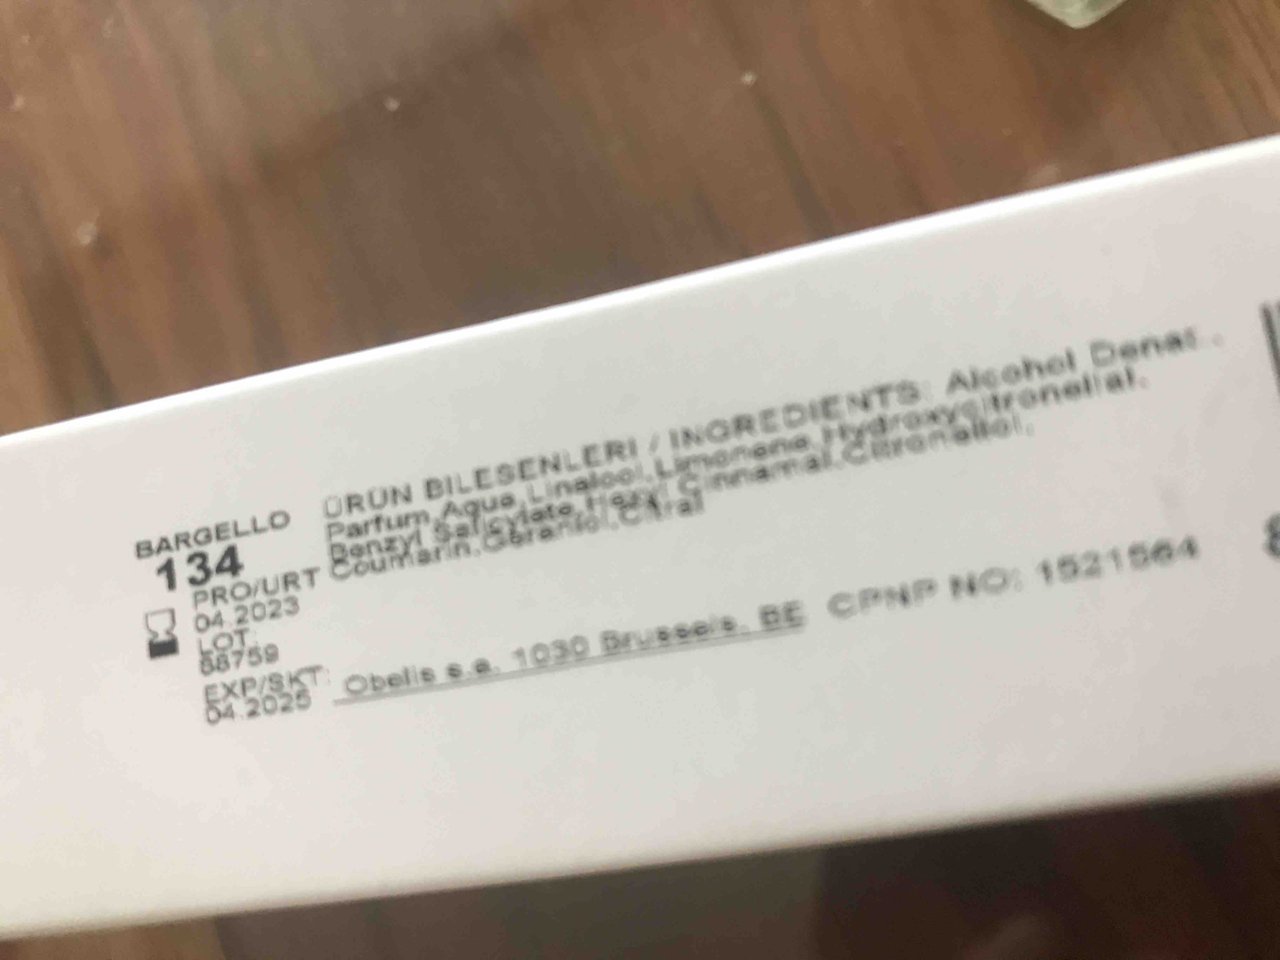 BARGELLO
134
PRO/URT
04.2023
LOT:
68759
EXP/SKT:
04.2025
ÜRÜN BILESENLERI / INGREDIENTS: Alcohol Denat.,
Parfum,Aqua,Linalool,Limonene,Hydroxycitronellal,
Benzyl Salicylate,Hexyl Cinnamal,Citronellol,
Coumarin,Geraniol,Citral
Obelis s.a. 1030 Brussels, BE CPNP NO: 1521564